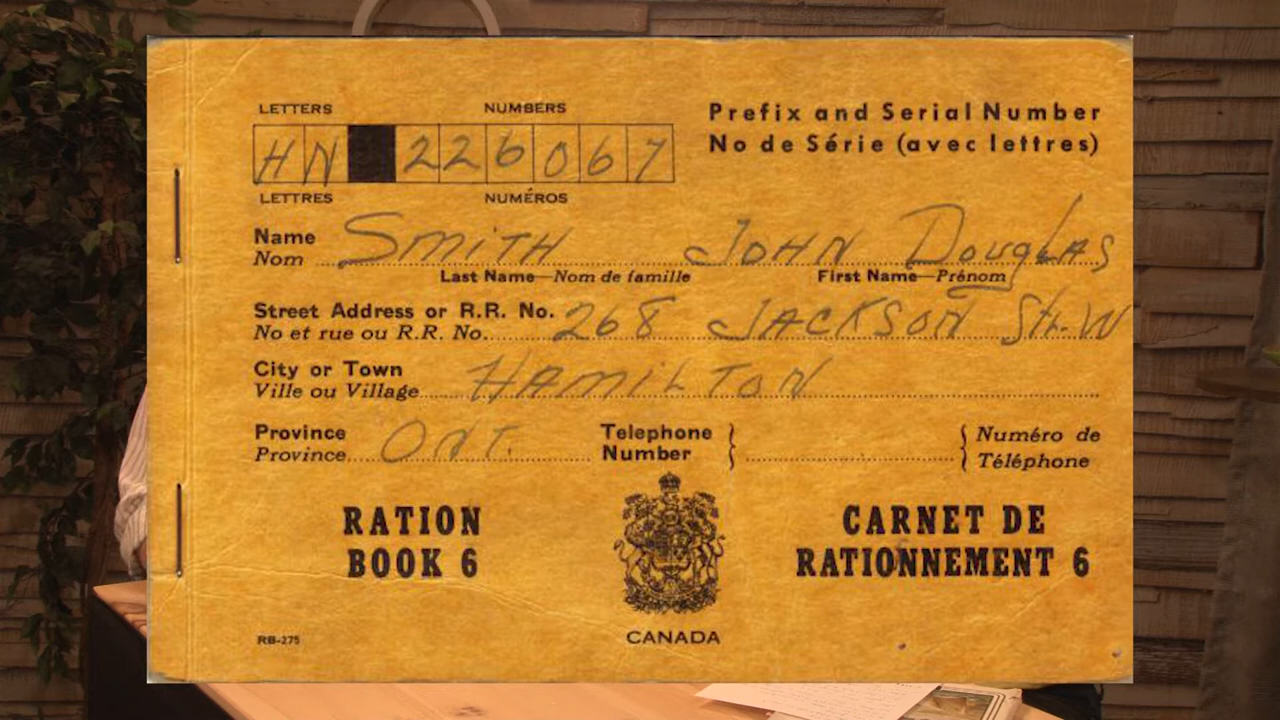 LETTERS NUMBERS
Prefix and Serial Number
HN 226067
No de Série (avec lettres)
LETTRES NUMÉROS
Name SMITH JOHN DOUGLAS
Nom
Last Name—Nom de famille First Name—Prénom
Street Address or R.R. No. 268 JACKSON Str. W
No et rue ou R.R. No.
City or Town HAMILTON
Ville ou Village
Province ONT. Telephone Numéro de
Province Number Téléphone
RATION CARNET DE
BOOK 6 RATIONNEMENT 6
RB-275 CANADA